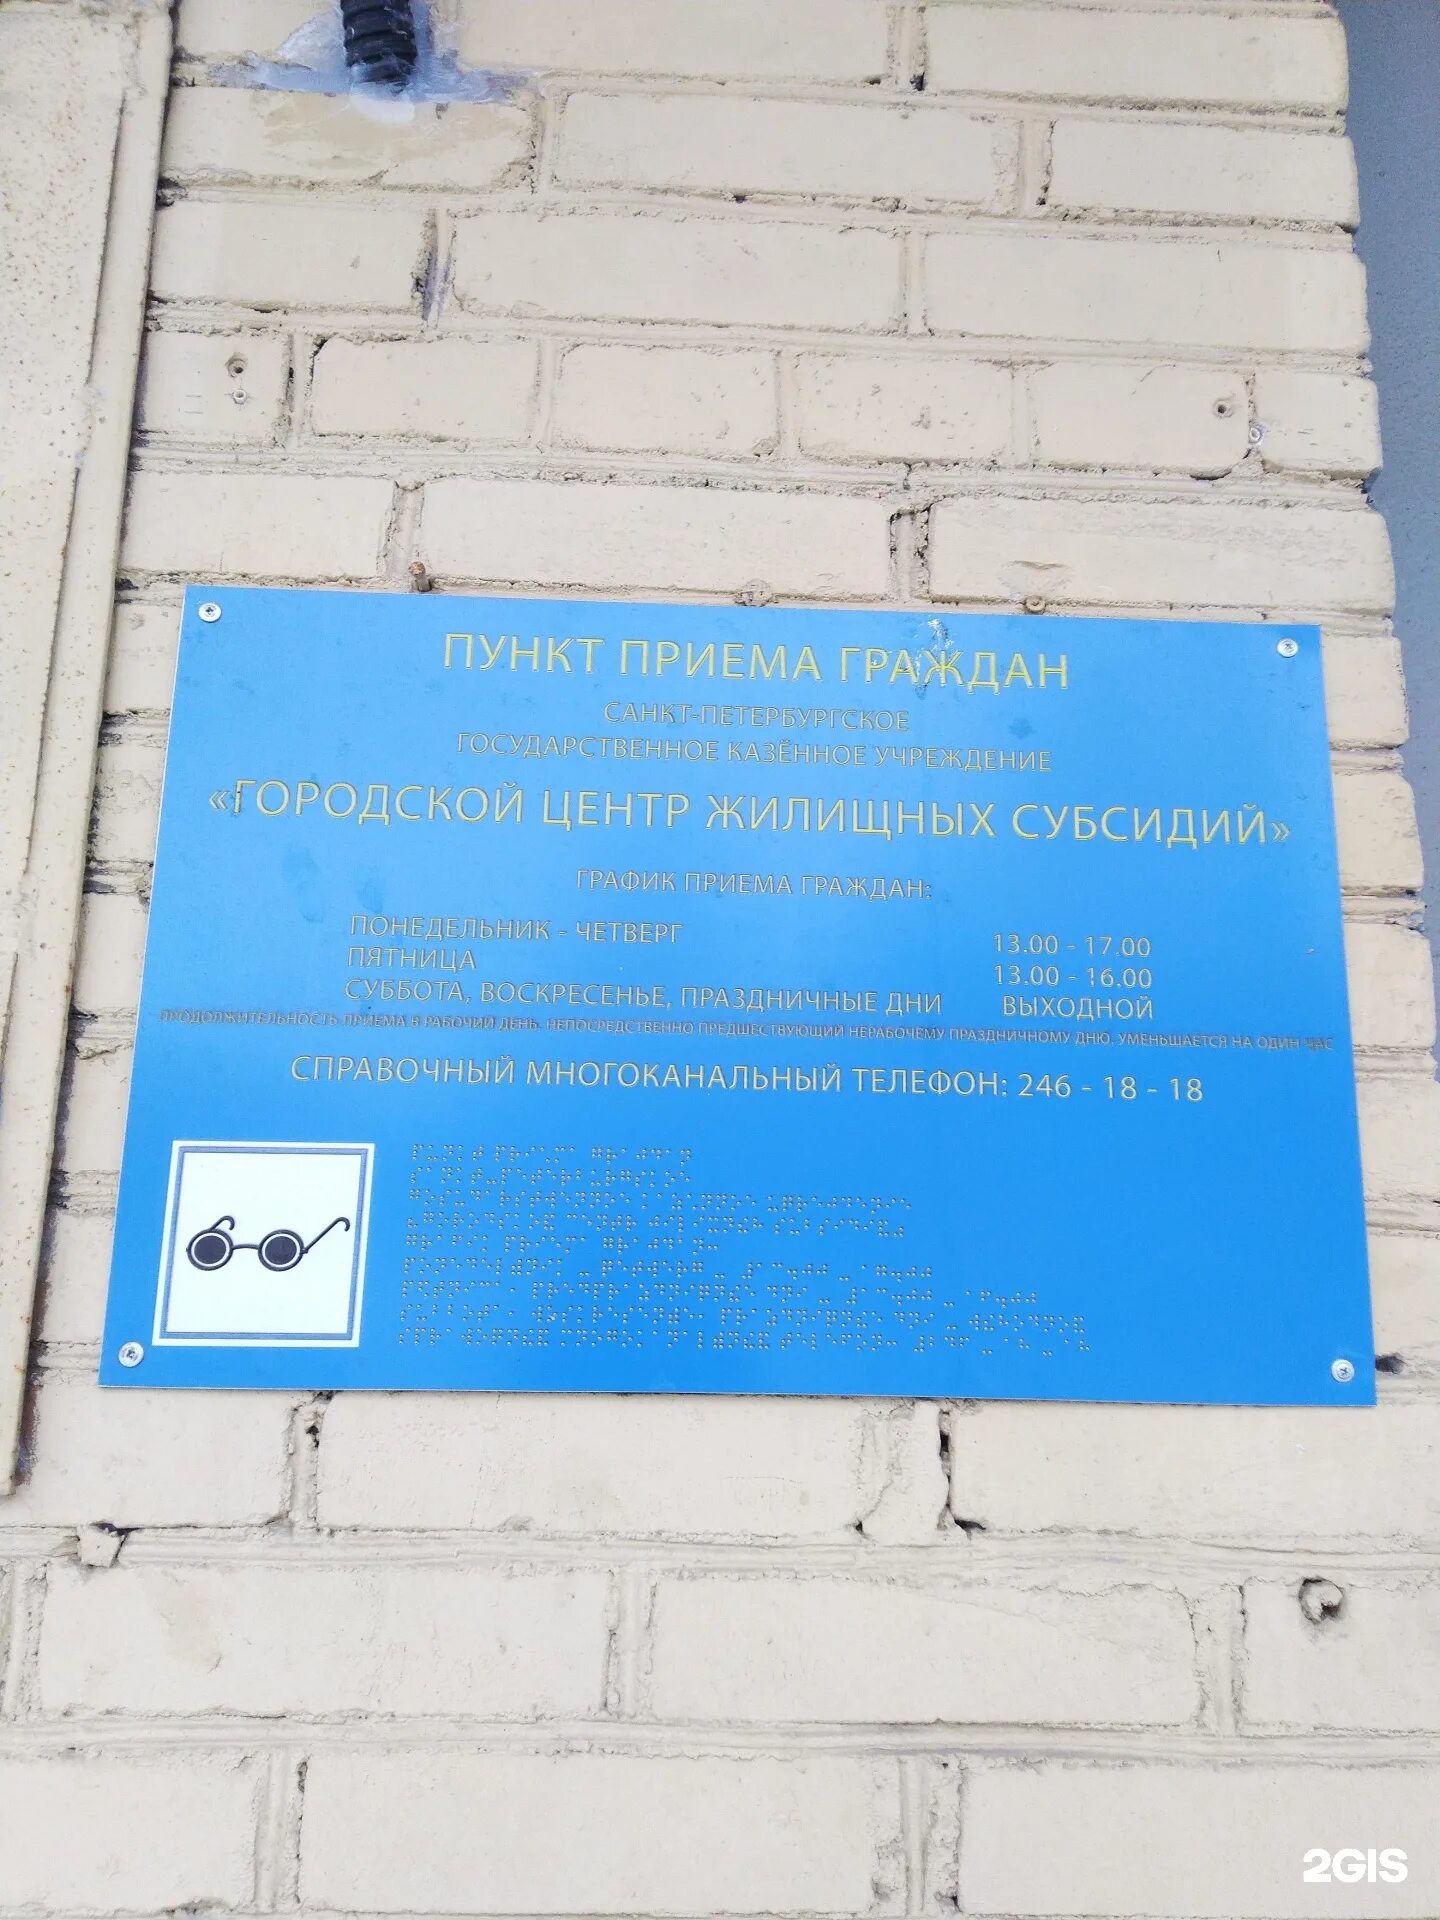 ПУНКТ ПРИЕМА ГРАЖДАН
САНКТ-ПЕТЕРБУРГСКОЕ
ГОСУДАРСТВЕННОЕ КАЗЁННОЕ УЧРЕЖДЕНИЕ
«ГОРОДСКОЙ ЦЕНТР ЖИЛИЩНЫХ СУБСИДИЙ»
ГРАФИК ПРИЕМА ГРАЖДАН:
ПОНЕДЕЛЬНИК - ЧЕТВЕРГ 13.00 - 17.00
ПЯТНИЦА 13.00 - 16.00
СУББОТА, ВОСКРЕСЕНЬЕ, ПРАЗДНИЧНЫЕ ДНИ ВЫХОДНОЙ
ПРОДОЛЖИТЕЛЬНОСТЬ ПРИЕМА В РАБОЧИЙ ДЕНЬ, НЕПОСРЕДСТВЕННО ПРЕДШЕСТВУЮЩИЙ НЕРАБОЧЕМУ ПРАЗДНИЧНОМУ ДНЮ, УМЕНЬШАЕТСЯ НА ОДИН ЧАС
СПРАВОЧНЫЙ МНОГОКАНАЛЬНЫЙ ТЕЛЕФОН: 246 - 18 - 18
2GIS